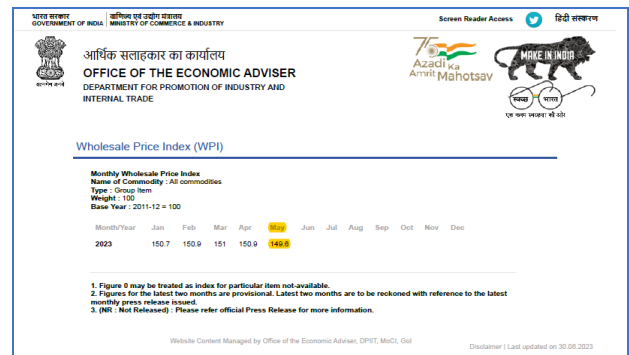 भारत सरकार
GOVERNMENT OF INDIA
वाणिज्य एवं उद्योग मंत्रालय
MINISTRY OF COMMERCE & INDUSTRY
Screen Reader Access
हिंदी संस्करण
आर्थिक सलाहकार का कार्यालय
OFFICE OF THE ECONOMIC ADVISER
DEPARTMENT FOR PROMOTION OF INDUSTRY AND
INTERNAL TRADE
सत्यमेव जयते
75
Azadi Ka
Amrit Mahotsav
MAKE IN INDIA
स्वच्छ भारत
एक कदम स्वच्छता की ओर
Wholesale Price Index (WPI)
Monthly Wholesale Price Index
Name of Commodity : All commodities
Type : Group Item
Weight : 100
Base Year : 2011-12 = 100
Month/Year Jan Feb Mar Apr May Jun Jul Aug Sep Oct Nov Dec
2023 150.7 150.9 151 150.9 149.6
1. Figure 0 may be treated as index for particular item not-available.
2. Figures for the latest two months are provisional. Latest two months are to be reckoned with reference to the latest
monthly press release issued.
3. (NR : Not Released) : Please refer official Press Release for more information.
Website Content Managed by Office of the Economic Adviser, DPIIT, MoCI, GoI
Disclaimer | Last updated on 30.06.2023